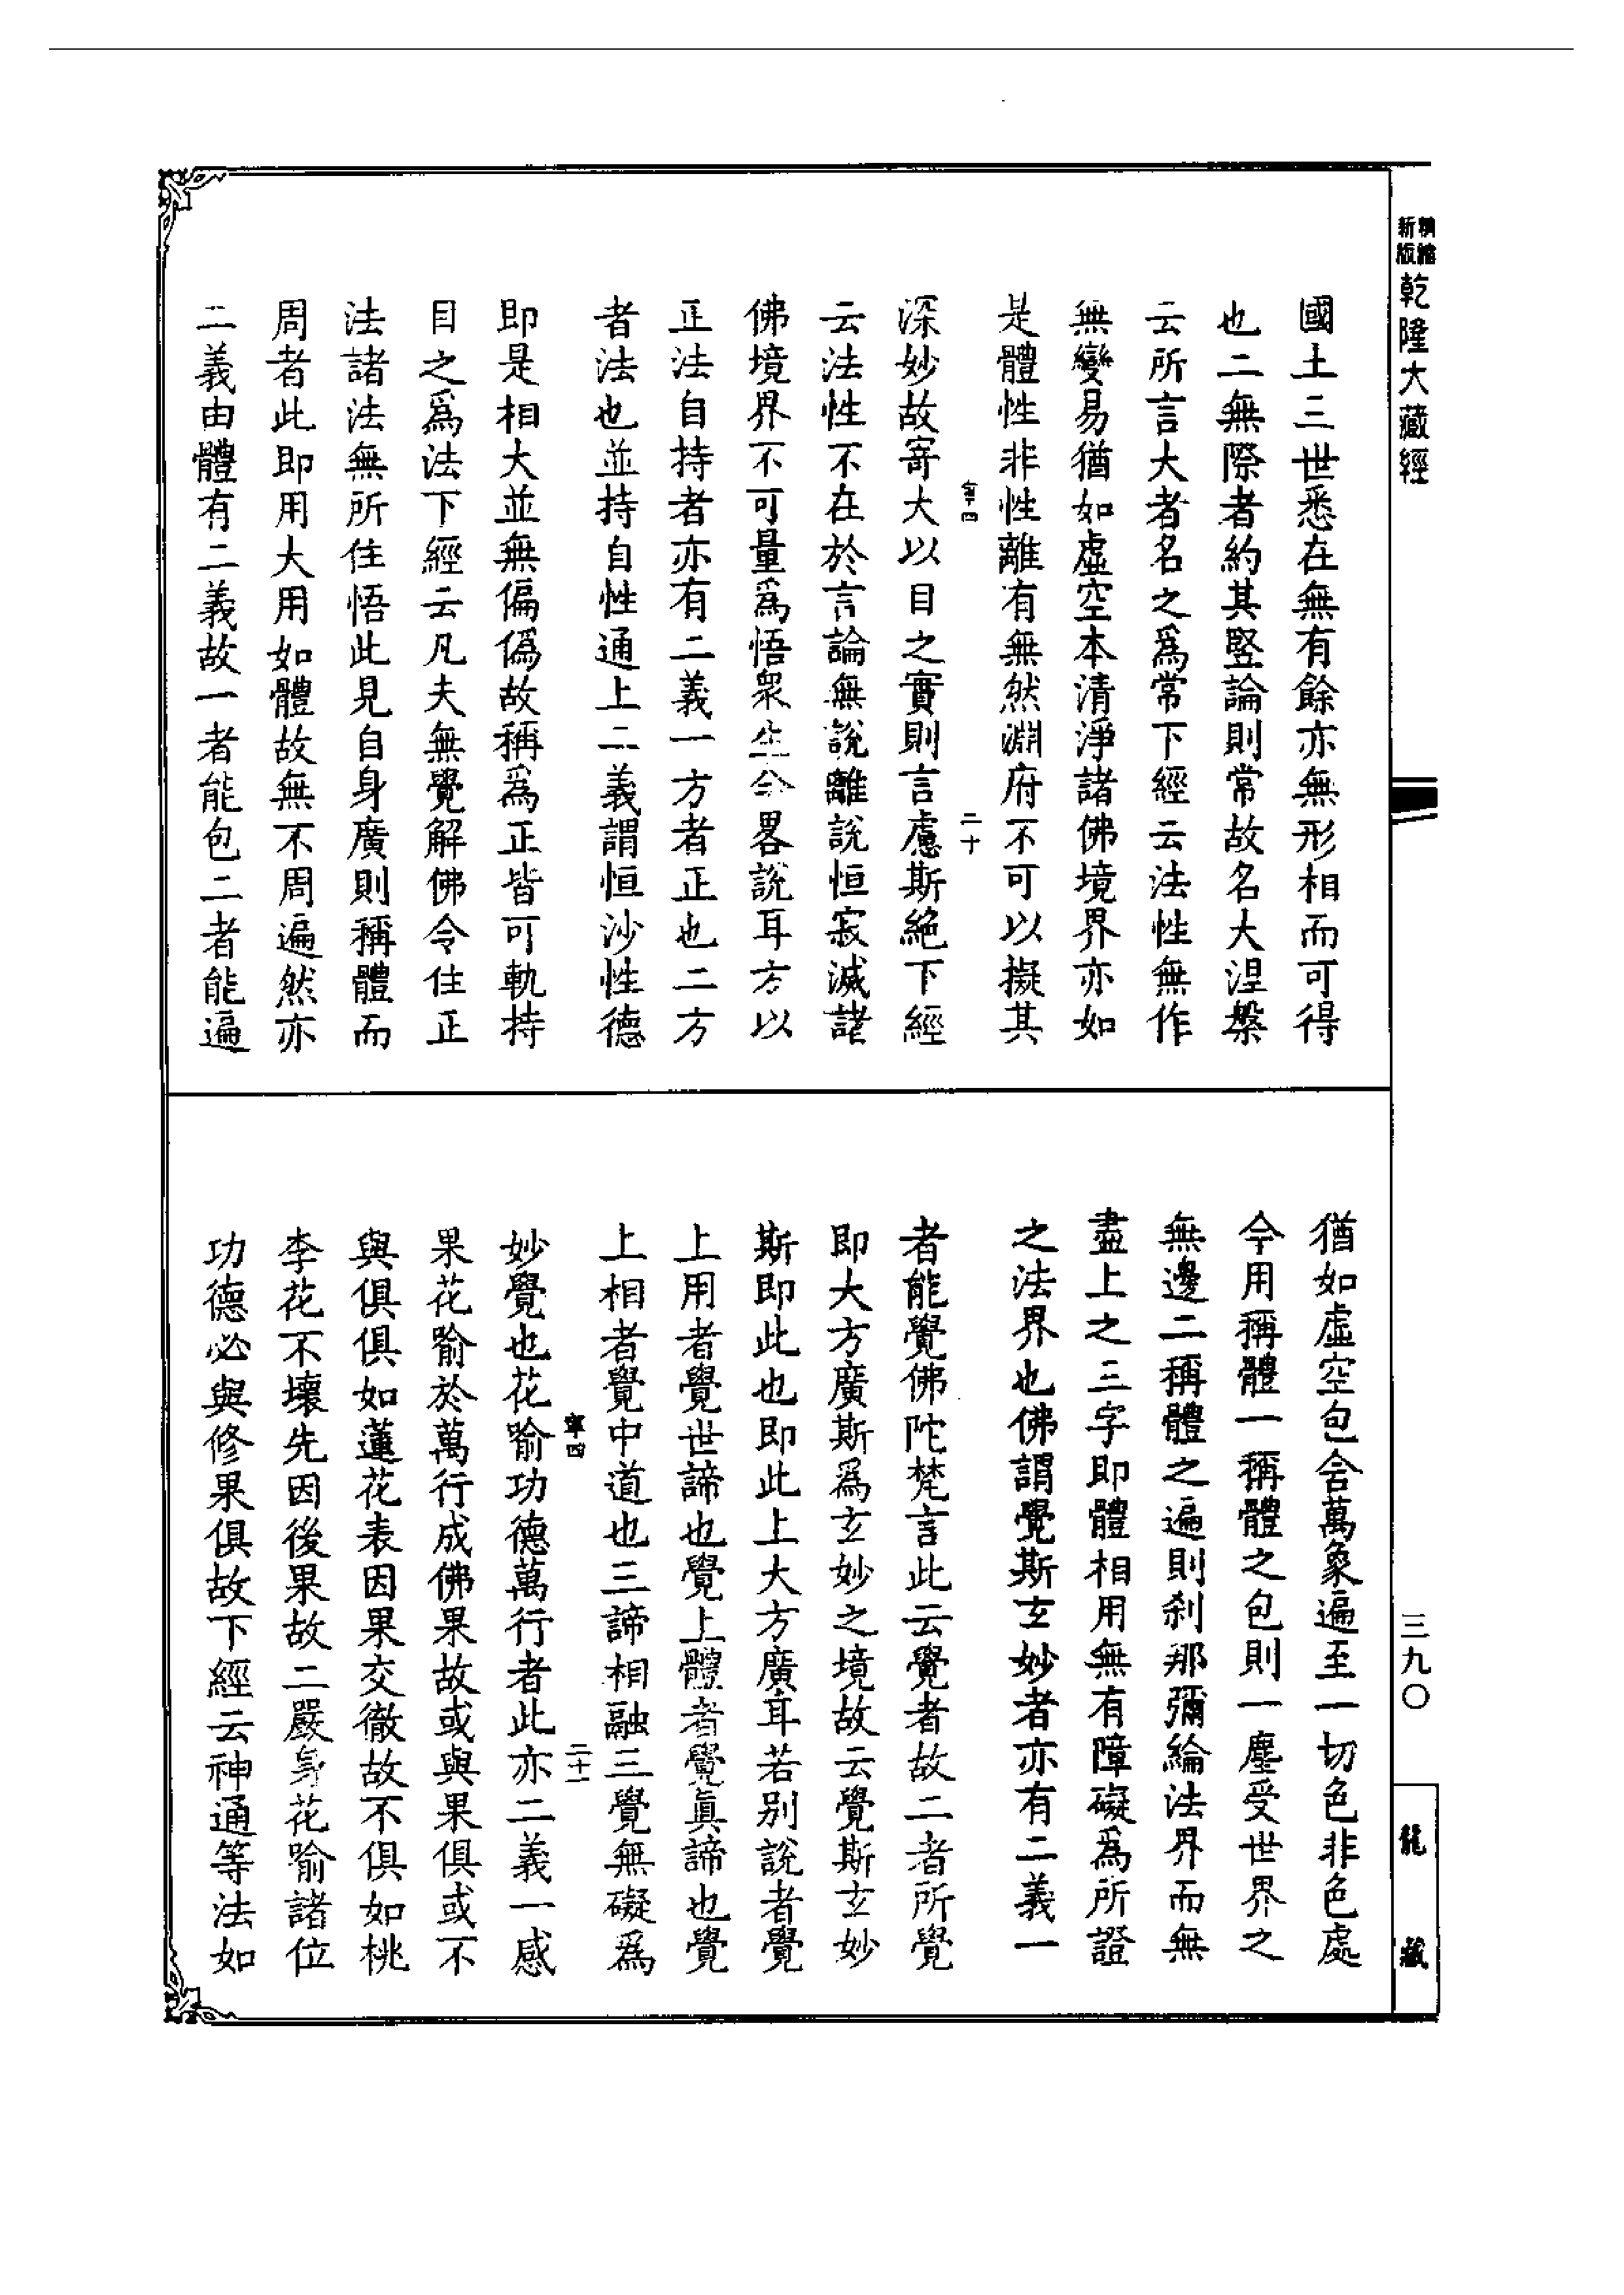 精縮
新版
乾隆大藏經
國土三世悉在無有餘亦無形相而可得
也二無際者約其竪論則常故名大涅槃
云所言大者名之爲常下經云法性無作
無變易猶如虛空本清淨諸佛境界亦如
是體性非性離有無然淵府不可以擬其
寧四
二十
深妙故寄大以目之實則言慮斯絶下經
云法性不在於言論無說離說恒寂滅諸
佛境界不可量爲悟衆生今畧說耳方以
正法自持者亦有二義一方者正也二方
者法也並持自性通上二義謂恒沙性德
即是相大並無偏僞故稱爲正皆可軌持
目之爲法下經云凡夫無覺解佛令住正
法諸法無所住悟此見自身廣則稱體而
周者此即用大用如體故無不周遍然亦
二義由體有二義故一者能包二者能遍
猶如虛空包含萬象遍至一切色非色處
今用稱體一稱體之包則一塵受世界之
無邊二稱體之遍則刹那彌綸法界而無
盡上之三字即體相用無有障礙爲所證
之法界也佛謂覺斯玄妙者亦有二義一
者能覺佛陀梵言此云覺者故二者所覺
即大方廣斯爲玄妙之境故云覺斯玄妙
斯即此也即此上大方廣耳若別說者覺
上用者覺世諦也覺上體者覺眞諦也覺
上相者覺中道也三諦相融三覺無礙爲
寧四
二十一
妙覺也花喻功德萬行者此亦二義一感
果花喻於萬行成佛果故或與果俱或不
與俱俱如蓮花表因果交徹故不俱如桃
李花不壞先因後果故二嚴身花喻諸位
功德必與修果俱故下經云神通等法如
三九〇
龍藏